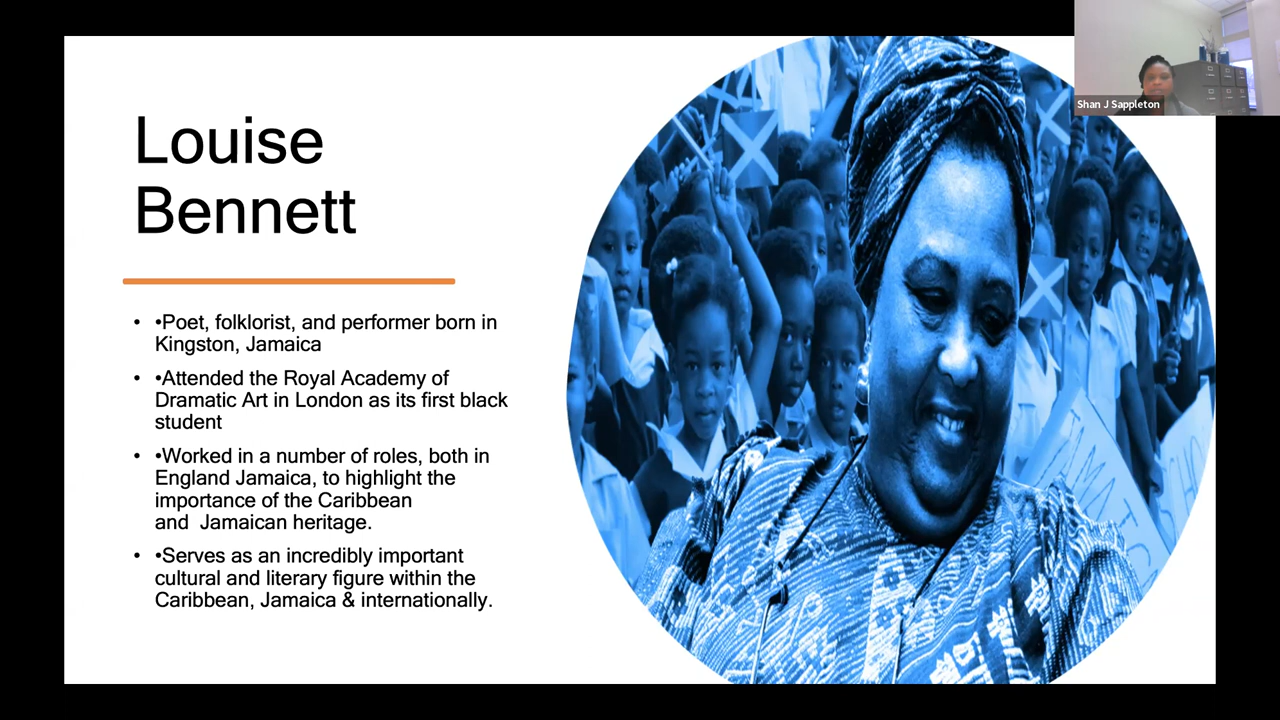 Louise
Bennett
• •Poet, folklorist, and performer born in
Kingston, Jamaica
• •Attended the Royal Academy of
Dramatic Art in London as its first black
student
• •Worked in a number of roles, both in
England Jamaica, to highlight the
importance of the Caribbean
and  Jamaican heritage.
• •Serves as an incredibly important
cultural and literary figure within the
Caribbean, Jamaica & internationally.
Shan J Sappleton